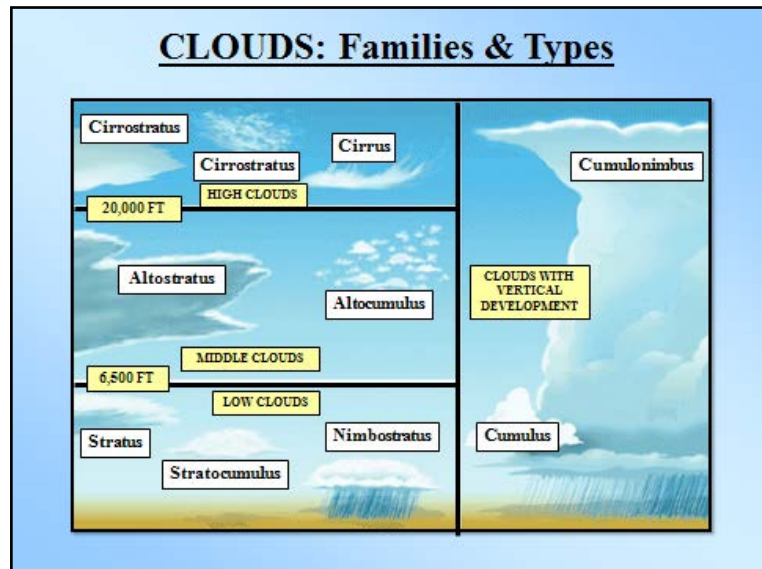 CLOUDS: Families & Types
Cirrostratus
Cirrostratus
Cirrus
HIGH CLOUDS
20,000 FT
Altostratus
Altocumulus
MIDDLE CLOUDS
6,500 FT
LOW CLOUDS
Stratus
Stratocumulus
Nimbostratus
Cumulonimbus
CLOUDS WITH
VERTICAL
DEVELOPMENT
Cumulus